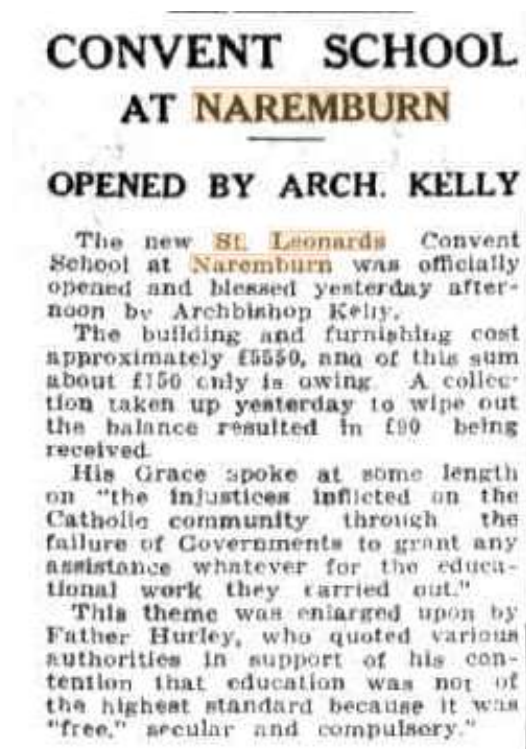 CONVENT SCHOOL
AT NAREMBURN
OPENED BY ARCH. KELLY
The new St. Leonards Convent
School at Naremburn was officially
opened and blessed yesterday after-
noon by Archbishop Kelly.
The building and furnishing cost
approximately £5550, and of this sum
about £150 only is owing. A collec-
tion taken up yesterday to wipe out
the balance resulted in £90 being
received.
His Grace spoke at some length
on "the injustices inflicted on the
Catholic community through the
failure of Governments to grant any
assistance whatever for the educa-
tional work they carried out."
This theme was enlarged upon by
Father Hurley, who quoted various
authorities in support of his con-
tention that education was not of
the highest standard because it was
"free," secular and compulsory."